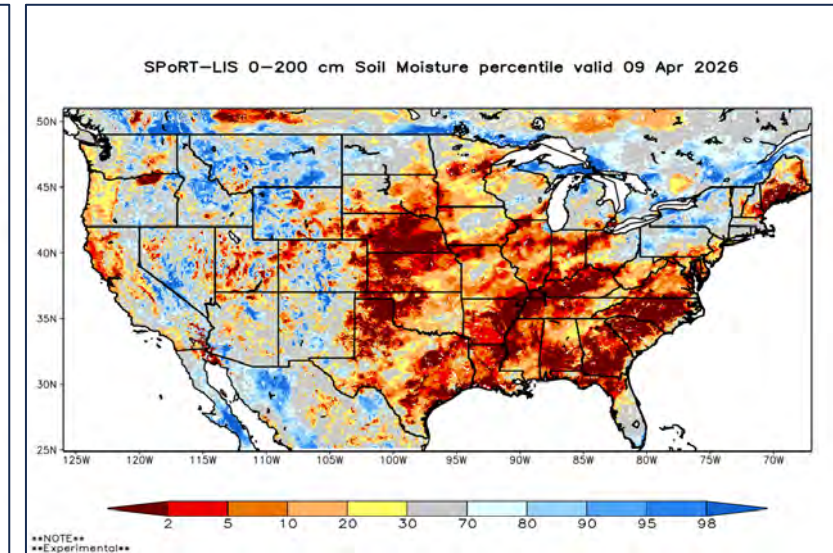 SPoRT-LIS 0-200 cm Soil Moisture percentile valid 09 Apr 2026
50N
45N
40N
35N
30N
25N
125W 120W 115W 110W 105W 100W 95W 90W 85W 80W 75W 70W
2 5 10 20 30 70 80 90 95 98
**NOTE**
**Experimental**